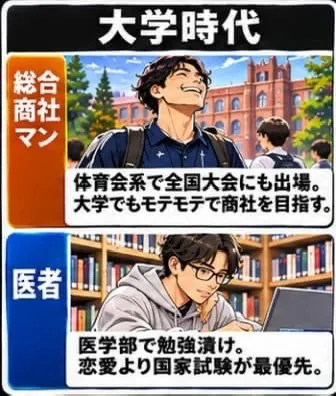 大学時代
総合
商社
マン
体育会系で全国大会にも出場。
大学でもモテモテで商社を目指す。
医者
医学部で勉強漬け。
恋愛より国家試験が最優先。